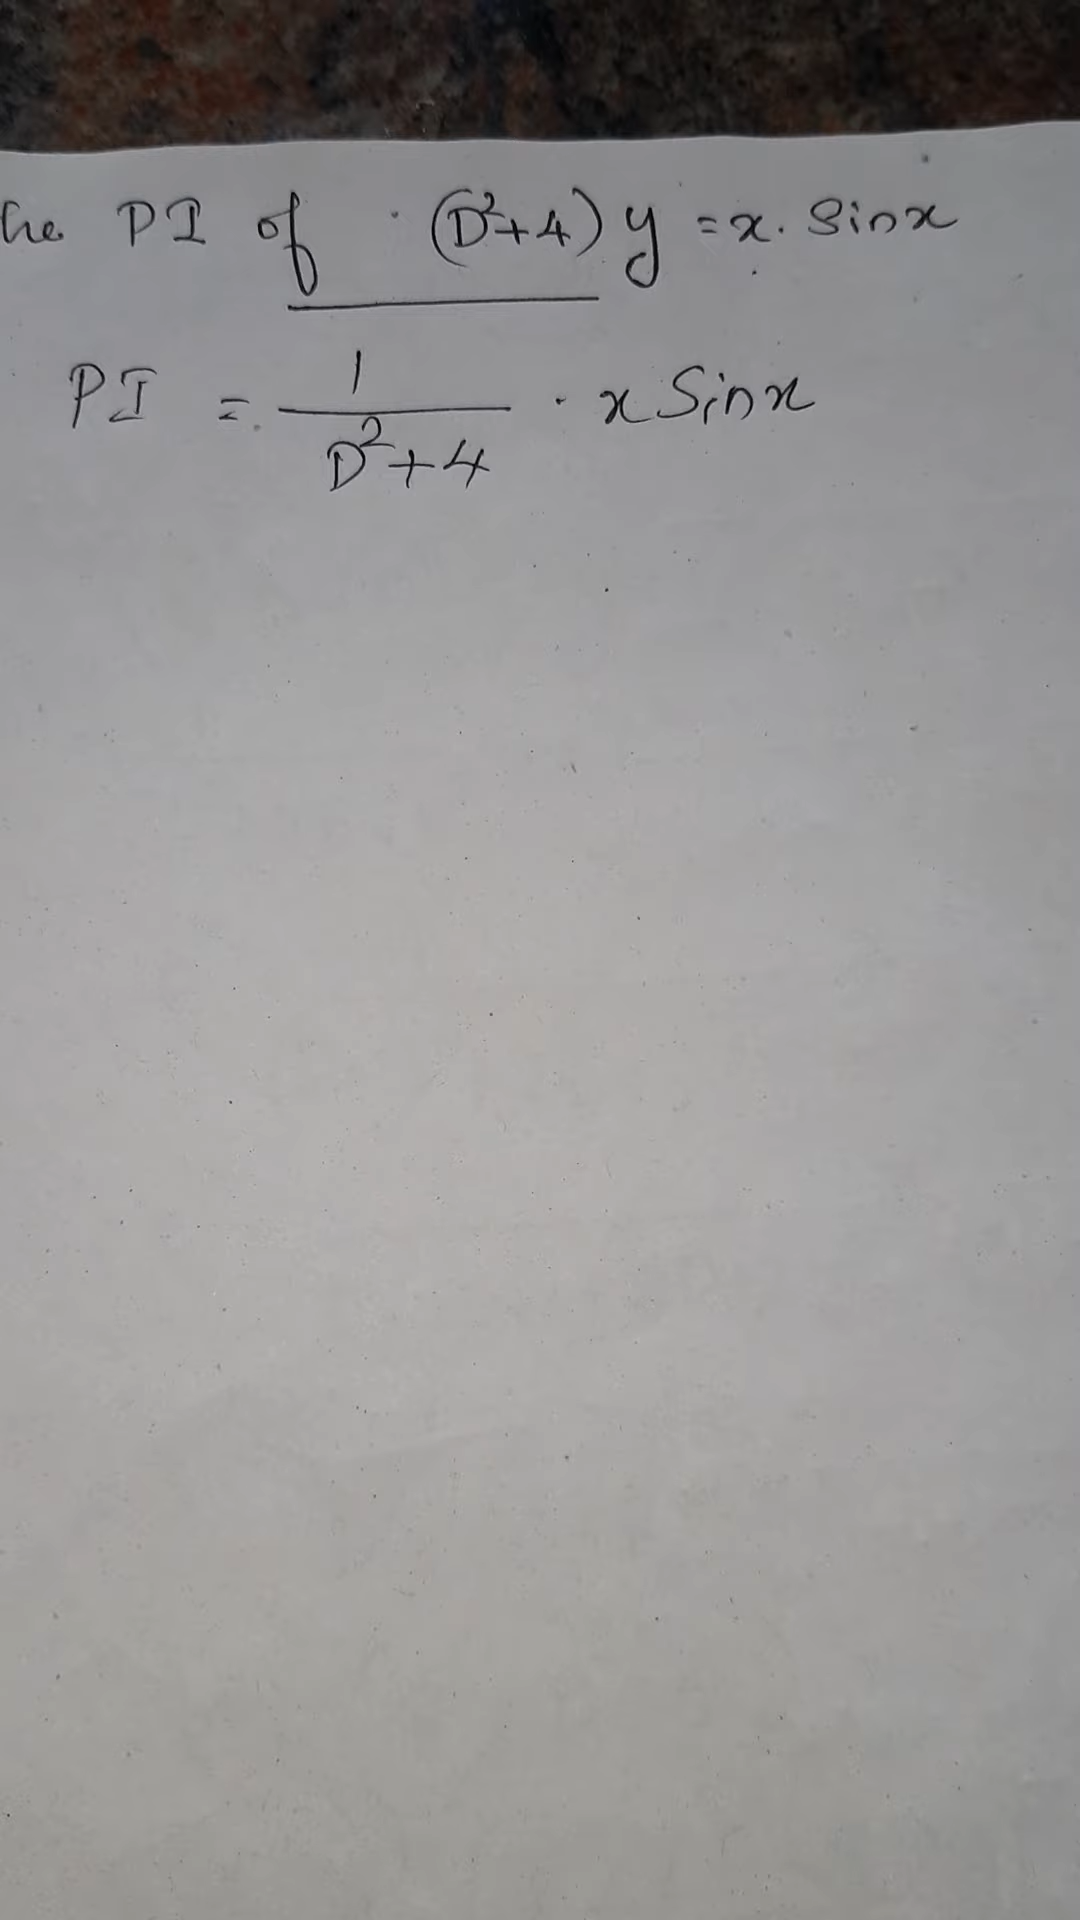 he PI of (D²+4)y = x. Sinx
PI = 1/(D²+4) . x Sinx